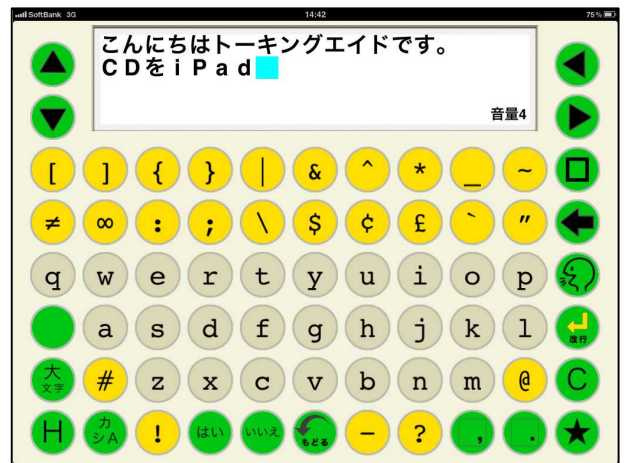 SoftBank 3G 14:42 75%
こんにちはトーキングエイドです。
CDをiPad
音量4
[ ] { } | & ^ * _ ~
≠ ∞ : ; \ $ ¢ £ ` "
q w e r t y u i o p
a s d f g h j k l 改行
大文字 # z x c v b n m @ C
H カシA ! はい いいえ もどる – ? , . ★